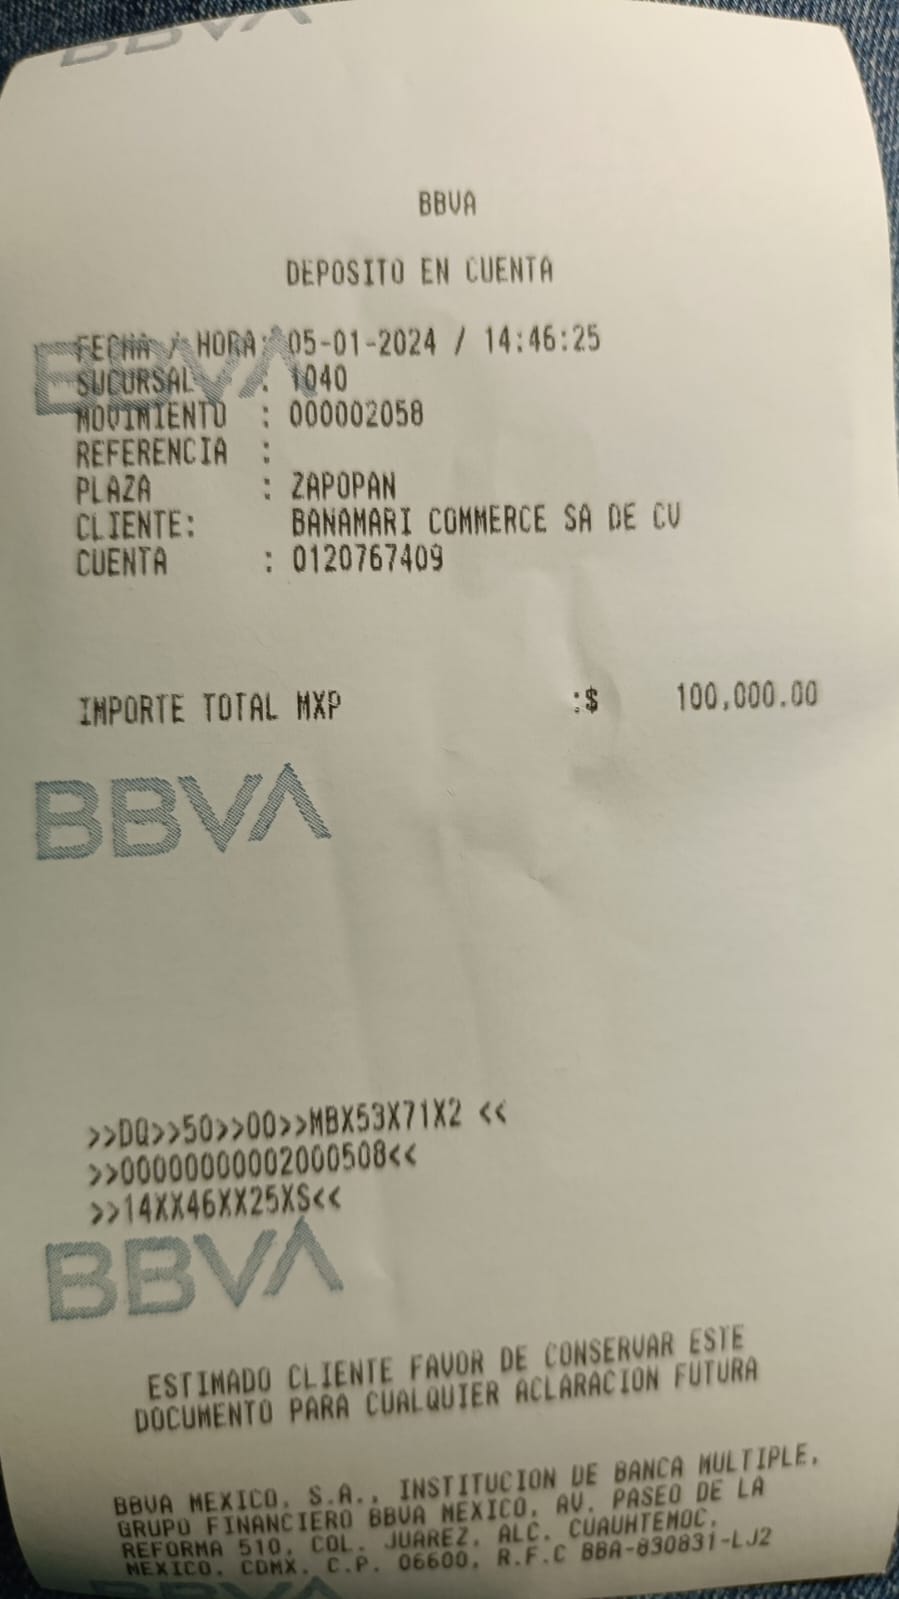 BBVA
BBVA
DEPOSITO EN CUENTA
FECHA / HORA: 05-01-2024 / 14:46:25
BBVA
SUCURSAL : 1040
MOVIMIENTO : 000002058
REFERENCIA :
PLAZA : ZAPOPAN
CLIENTE: BANAMARI COMMERCE SA DE CV
CUENTA : 0120767409
IMPORTE TOTAL MXP :$ 100,000.00
BBVA
>>DQ>>50>>00>>MBX53X71X2 <<
>>00000000002000508<<
>>14XX46XX25XS<<
BBVA
ESTIMADO CLIENTE FAVOR DE CONSERVAR ESTE
DOCUMENTO PARA CUALQUIER ACLARACION FUTURA
BBVA MEXICO, S.A., INSTITUCION DE BANCA MULTIPLE,
GRUPO FINANCIERO BBVA MEXICO, AV. PASEO DE LA
REFORMA 510, COL. JUAREZ, ALC. CUAUHTEMOC,
MEXICO, CDMX, C.P. 06600, R.F.C BBA-830831-LJ2
BBVA